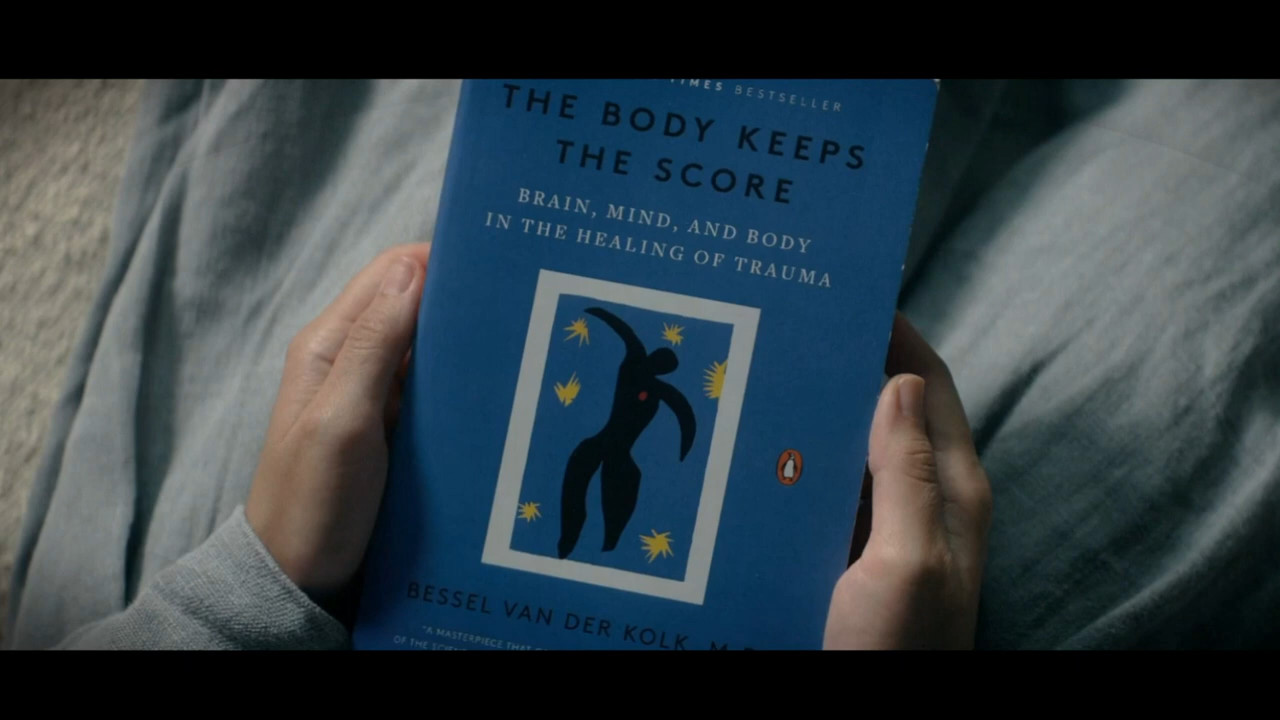 TIMES BESTSELLER
THE BODY KEEPS
THE SCORE
BRAIN, MIND, AND BODY
IN THE HEALING OF TRAUMA
BESSEL VAN DER KOLK, M.D.
"A MASTERPIECE THAT
OF THE